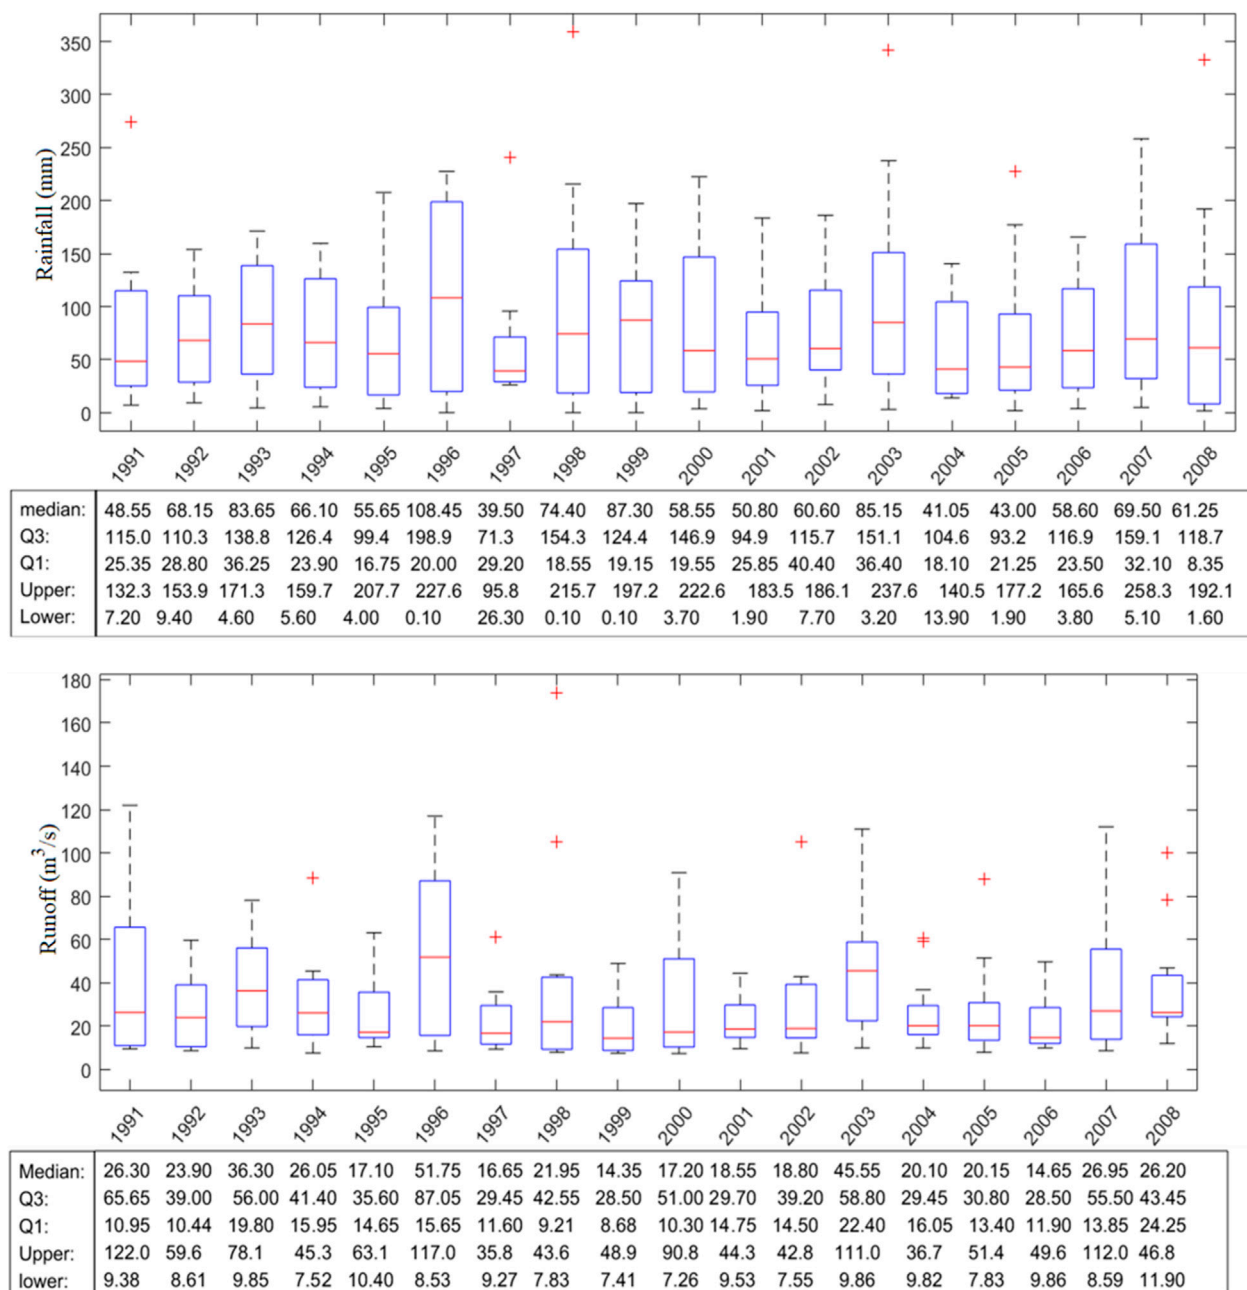 350
300
250
200
150
100
50
0
Rainfall (mm)
1991 1992 1993 1994 1995 1996 1997 1998 1999 2000 2001 2002 2003 2004 2005 2006 2007 2008
median: 48.55 68.15 83.65 66.10 55.65 108.45 39.50 74.40 87.30 58.55 50.80 60.60 85.15 41.05 43.00 58.60 69.50 61.25
Q3: 115.0 110.3 138.8 126.4 99.4 198.9 71.3 154.3 124.4 146.9 94.9 115.7 151.1 104.6 93.2 116.9 159.1 118.7
Q1: 25.35 28.80 36.25 23.90 16.75 20.00 29.20 18.55 19.15 19.55 25.85 40.40 36.40 18.10 21.25 23.50 32.10 8.35
Upper: 132.3 153.9 171.3 159.7 207.7 227.6 95.8 215.7 197.2 222.6 183.5 186.1 237.6 140.5 177.2 165.6 258.3 192.1
Lower: 7.20 9.40 4.60 5.60 4.00 0.10 26.30 0.10 0.10 3.70 1.90 7.70 3.20 13.90 1.90 3.80 5.10 1.60
180
160
140
120
100
80
60
40
20
0
Runoff (m³/s)
1991 1992 1993 1994 1995 1996 1997 1998 1999 2000 2001 2002 2003 2004 2005 2006 2007 2008
Median: 26.30 23.90 36.30 26.05 17.10 51.75 16.65 21.95 14.35 17.20 18.55 18.80 45.55 20.10 20.15 14.65 26.95 26.20
Q3: 65.65 39.00 56.00 41.40 35.60 87.05 29.45 42.55 28.50 51.00 29.70 39.20 58.80 29.45 30.80 28.50 55.50 43.45
Q1: 10.95 10.44 19.80 15.95 14.65 15.65 11.60 9.21 8.68 10.30 14.75 14.50 22.40 16.05 13.40 11.90 13.85 24.25
Upper: 122.0 59.6 78.1 45.3 63.1 117.0 35.8 43.6 48.9 90.8 44.3 42.8 111.0 36.7 51.4 49.6 112.0 46.8
lower: 9.38 8.61 9.85 7.52 10.40 8.53 9.27 7.83 7.41 7.26 9.53 7.55 9.86 9.82 7.83 9.86 8.59 11.90